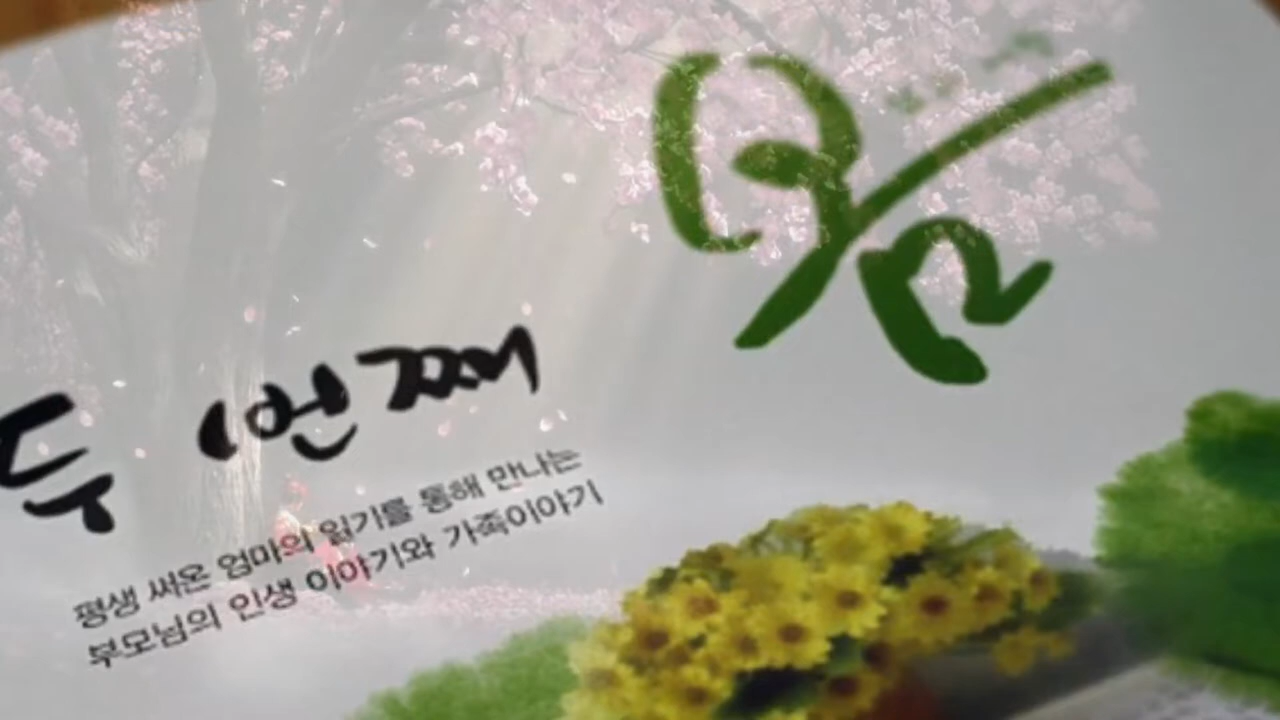 두 번째 봄
평생 써온 엄마의 일기를 통해 만나는
부모님의 인생 이야기와 가족이야기